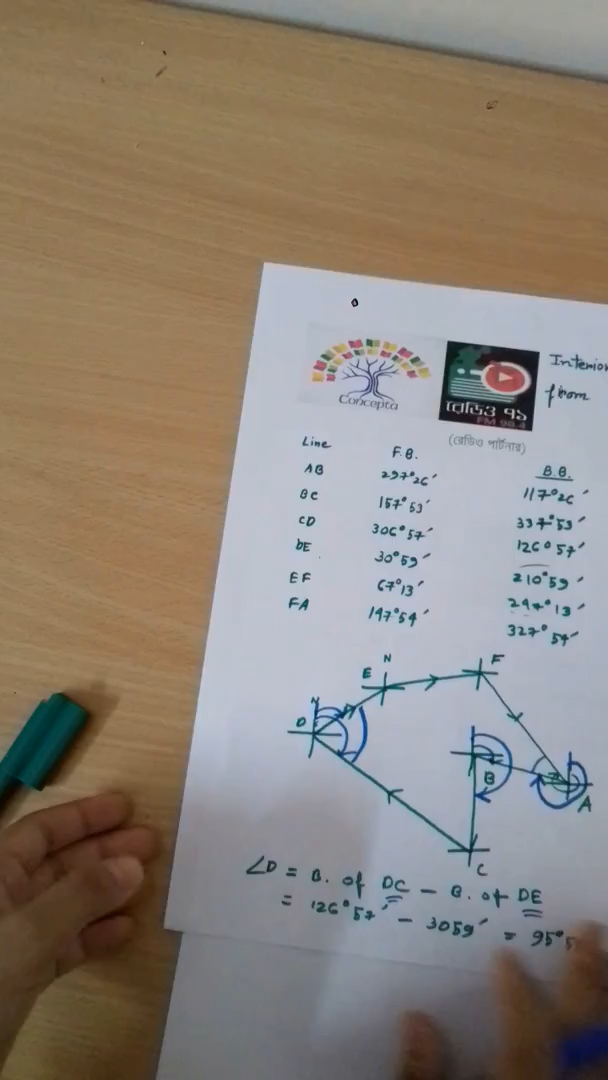 Interior
from
Concepta
রেডিও ৭১
FM 98.4
(রেডিও পার্টনার)
Line F.B. B.B.
AB 297°26′ 117°26′
BC 157°53′ 337°53′
CD 306°57′ 126°57′
DE 30°59′ 210°59′
EF 67°13′ 247°13′
FA 147°54′ 327°54′
N
F
E
N
D
B
A
C
∠D = B. of DC - B. of DE
= 126°57′ - 3059′ = 95°5